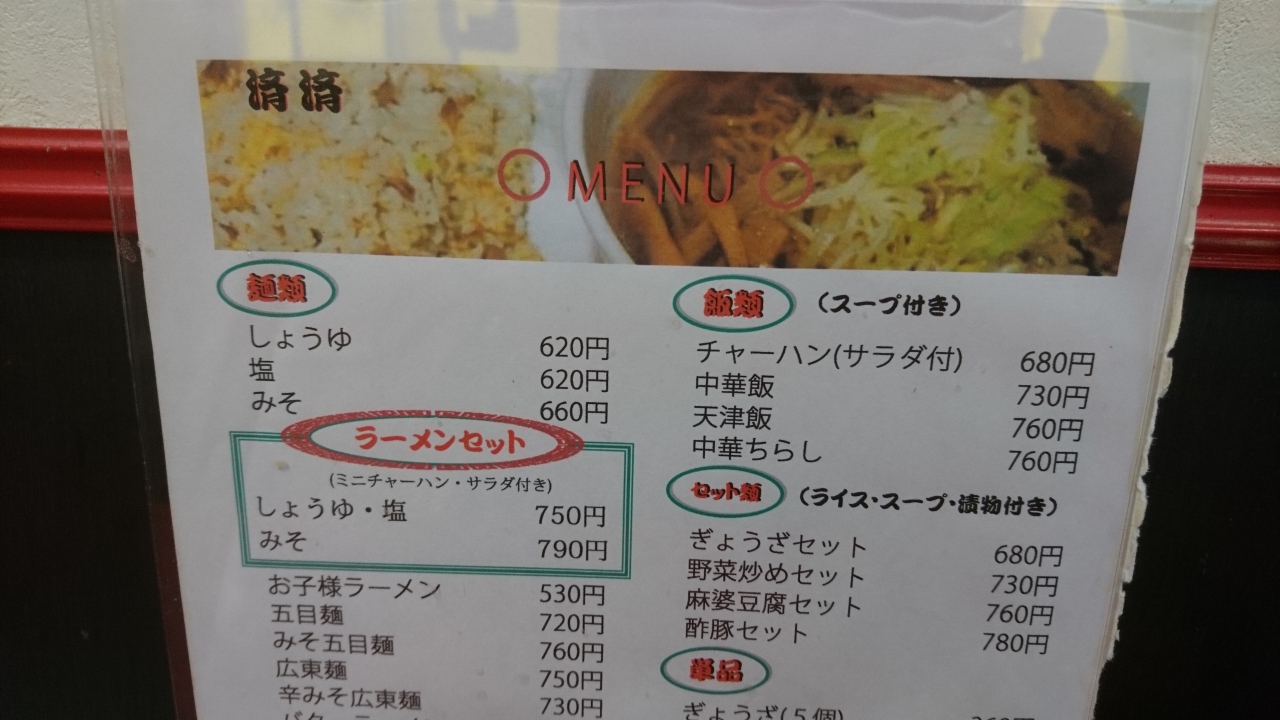 済済
MENU
麺類
しょうゆ 620円
塩 620円
みそ 660円
ラーメンセット
(ミニチャーハン・サラダ付き)
しょうゆ・塩 750円
みそ 790円
お子様ラーメン 530円
五目麺 720円
みそ五目麺 760円
広東麺 750円
辛みそ広東麺 730円
飯類 (スープ付き)
チャーハン(サラダ付) 680円
中華飯 730円
天津飯 760円
中華ちらし 760円
セット類 (ライス・スープ・漬物付き)
ぎょうざセット 680円
野菜炒めセット 730円
麻婆豆腐セット 760円
酢豚セット 780円
単品
ぎょうざ(5個)